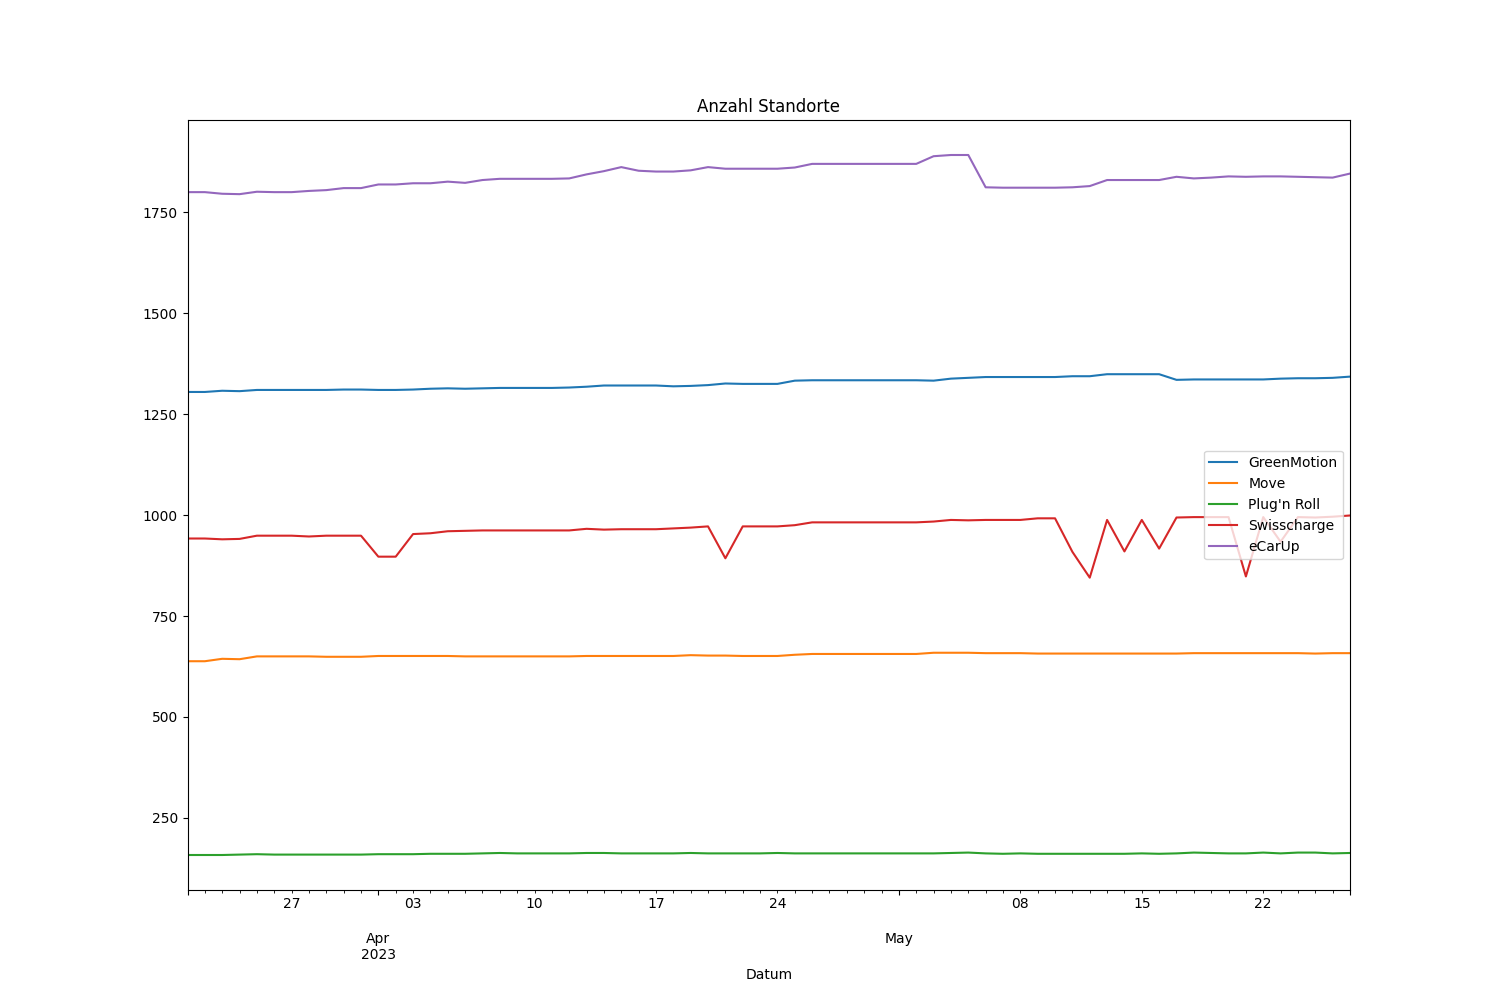 Anzahl Standorte
1750
1500
1250
1000
750
500
250
GreenMotion
Move
Plug'n Roll
Swisscharge
eCarUp
27 03 10 17 24 08 15 22
Apr May
2023
Datum